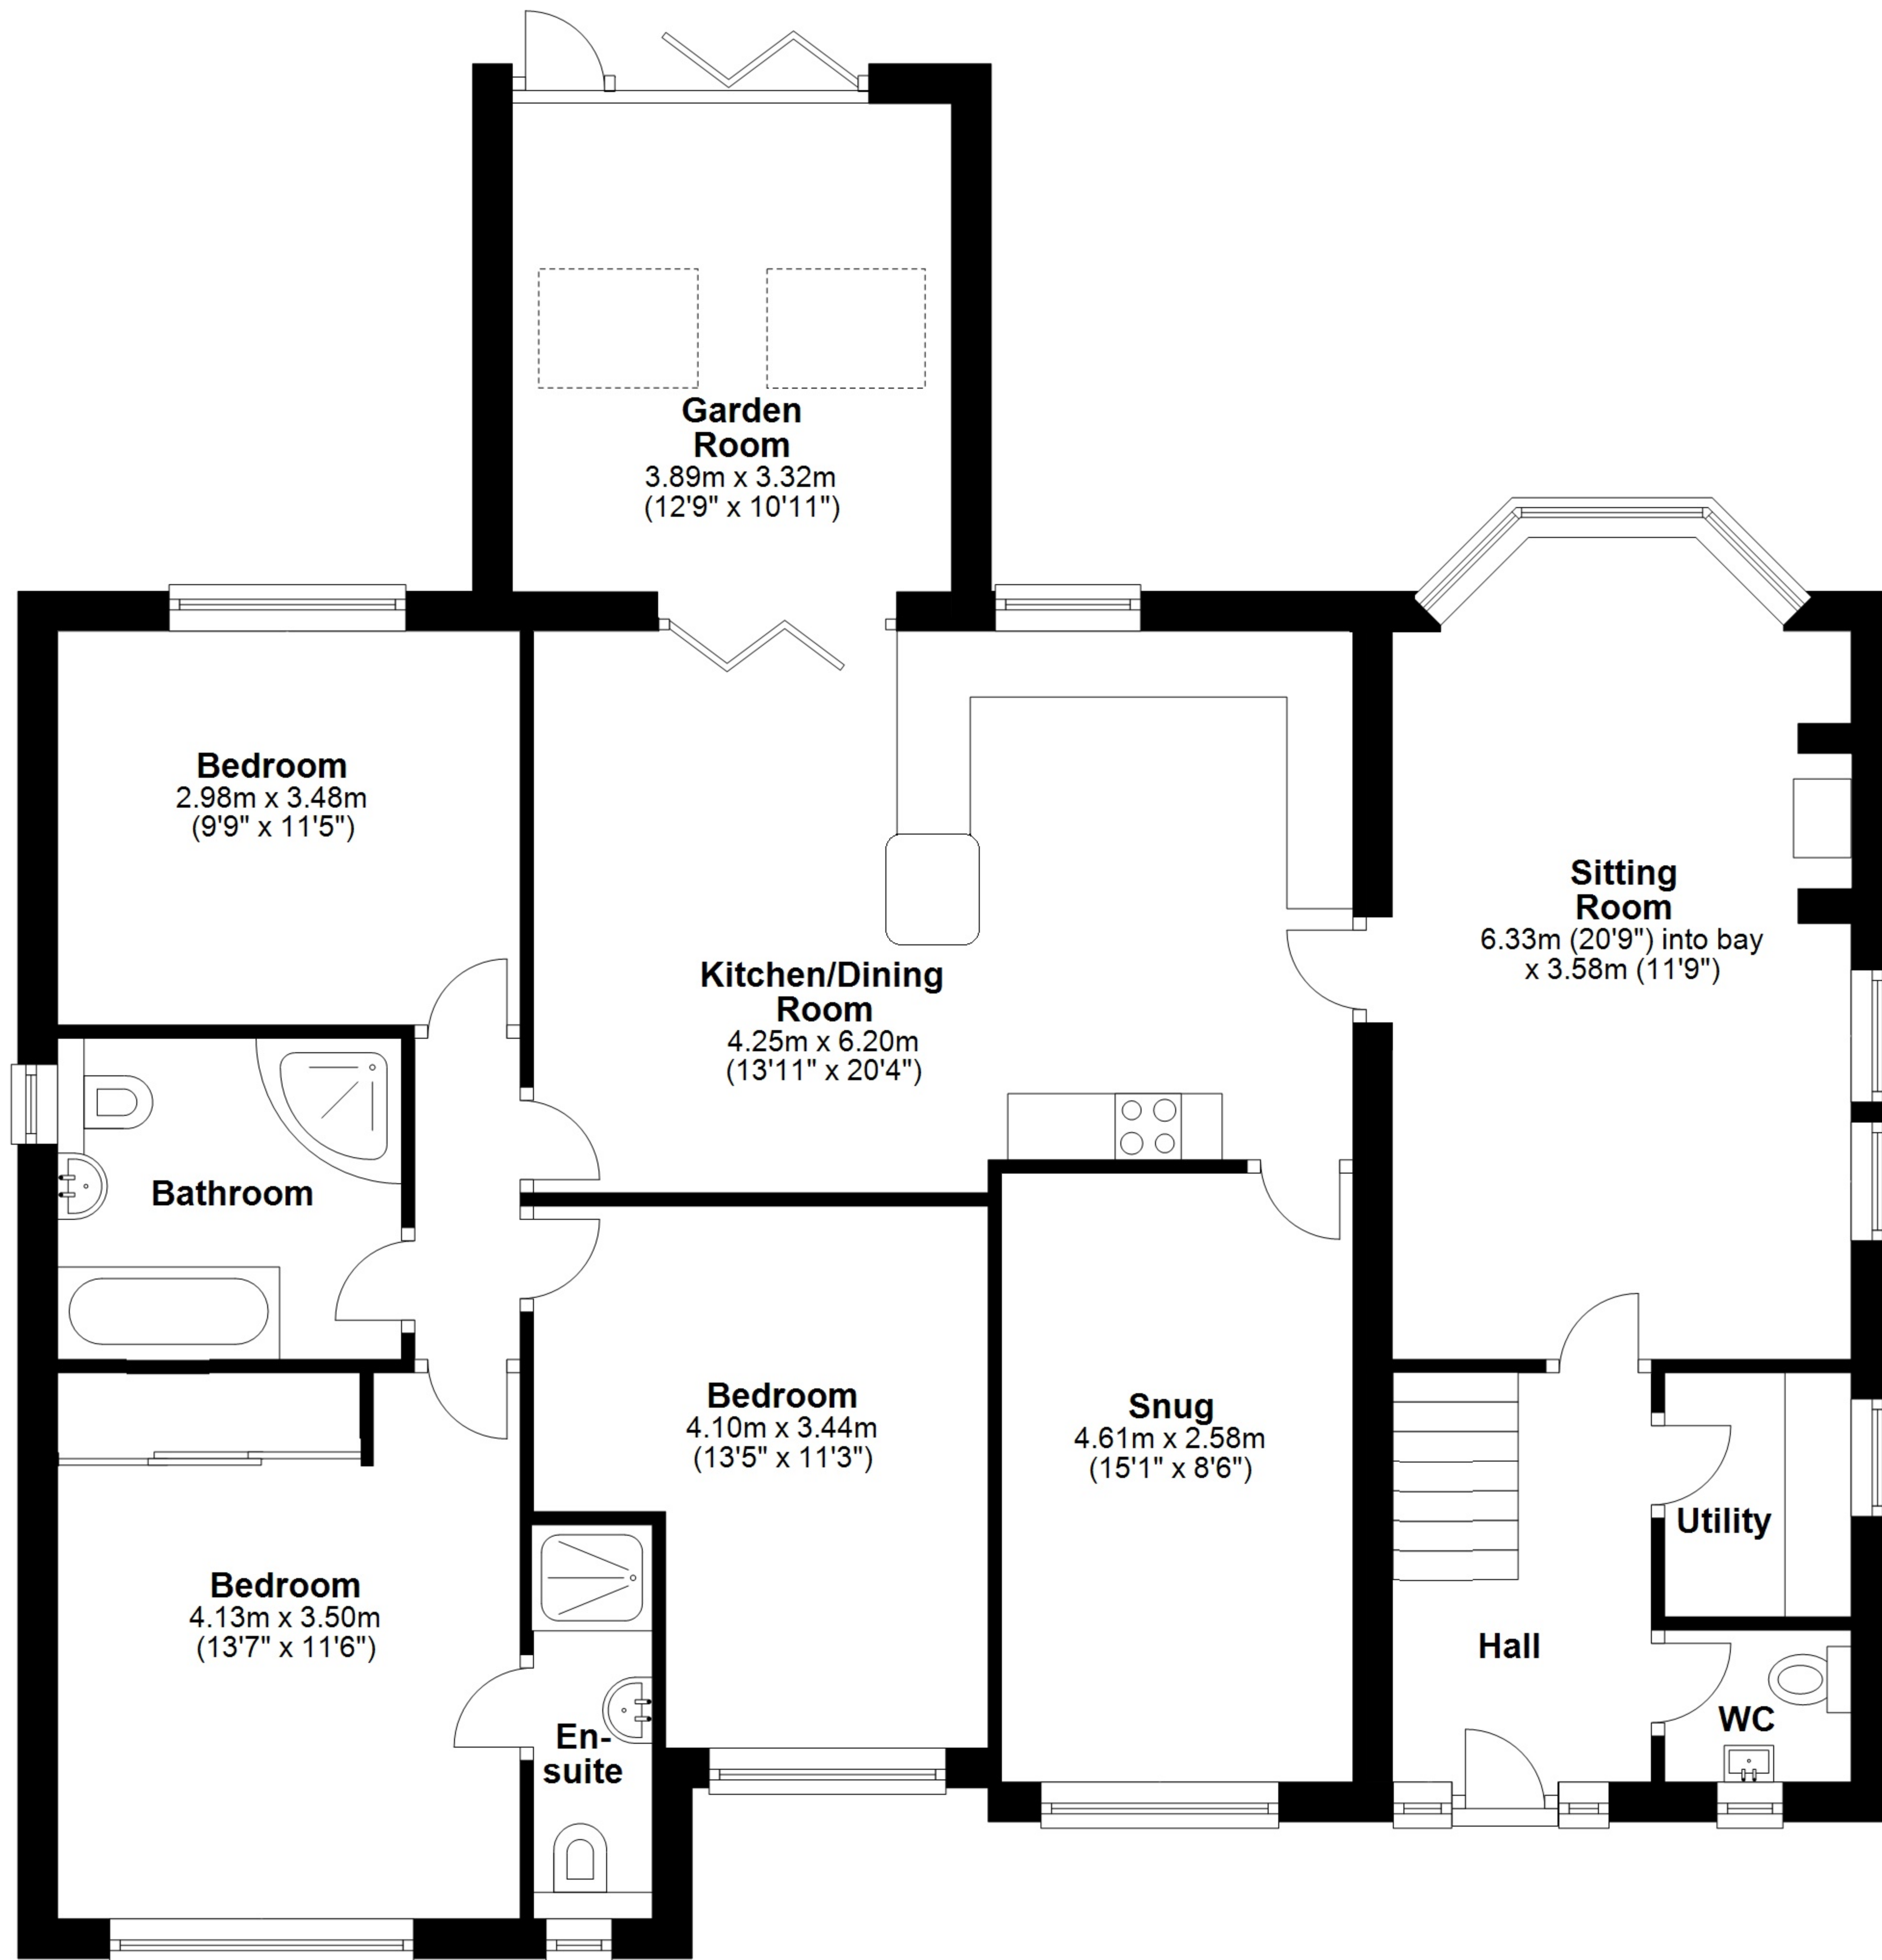 Garden
Room
3.89m x 3.32m
(12'9" x 10'11")
Bedroom
2.98m x 3.48m
(9'9" x 11'5")
Sitting
Room
6.33m (20'9") into bay
x 3.58m (11'9")
Kitchen/Dining
Room
4.25m x 6.20m
(13'11" x 20'4")
Bathroom
Bedroom
4.10m x 3.44m
(13'5" x 11'3")
Snug
4.61m x 2.58m
(15'1" x 8'6")
Utility
Bedroom
4.13m x 3.50m
(13'7" x 11'6")
Hall
WC
En-
suite